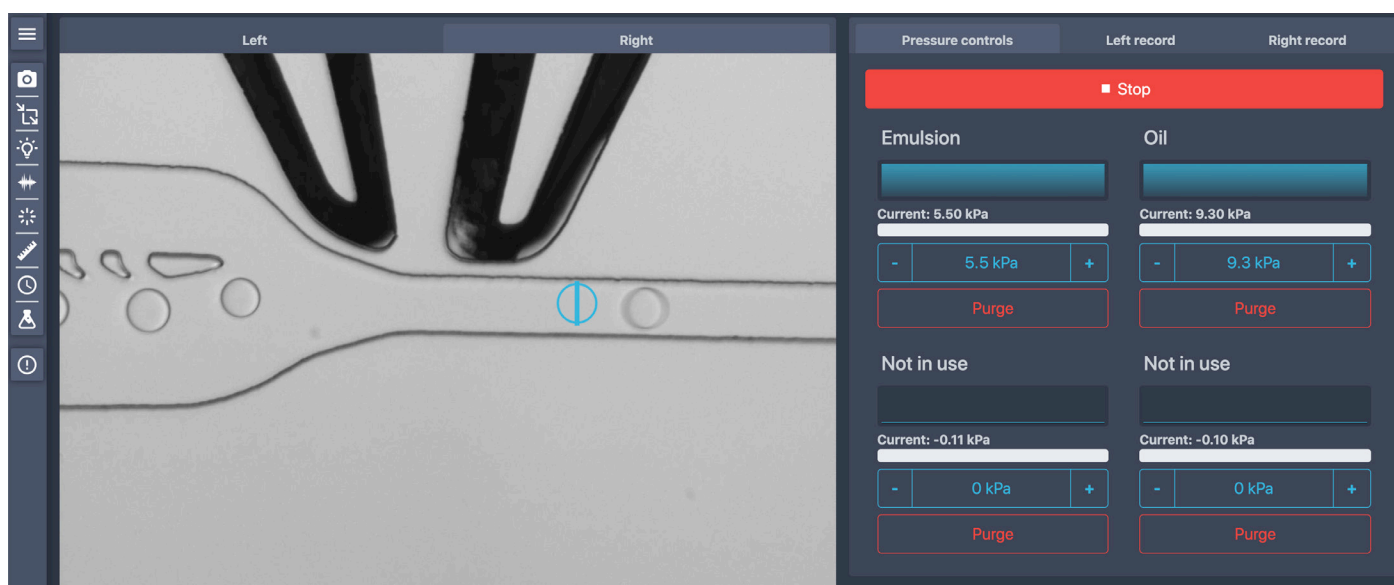 Left
Right
Pressure controls
Left record
Right record
Stop
Emulsion
Oil
Current: 5.50 kPa
Current: 9.30 kPa
- 5.5 kPa +
- 9.3 kPa +
Purge
Purge
Not in use
Not in use
Current: -0.11 kPa
Current: -0.10 kPa
- 0 kPa +
- 0 kPa +
Purge
Purge